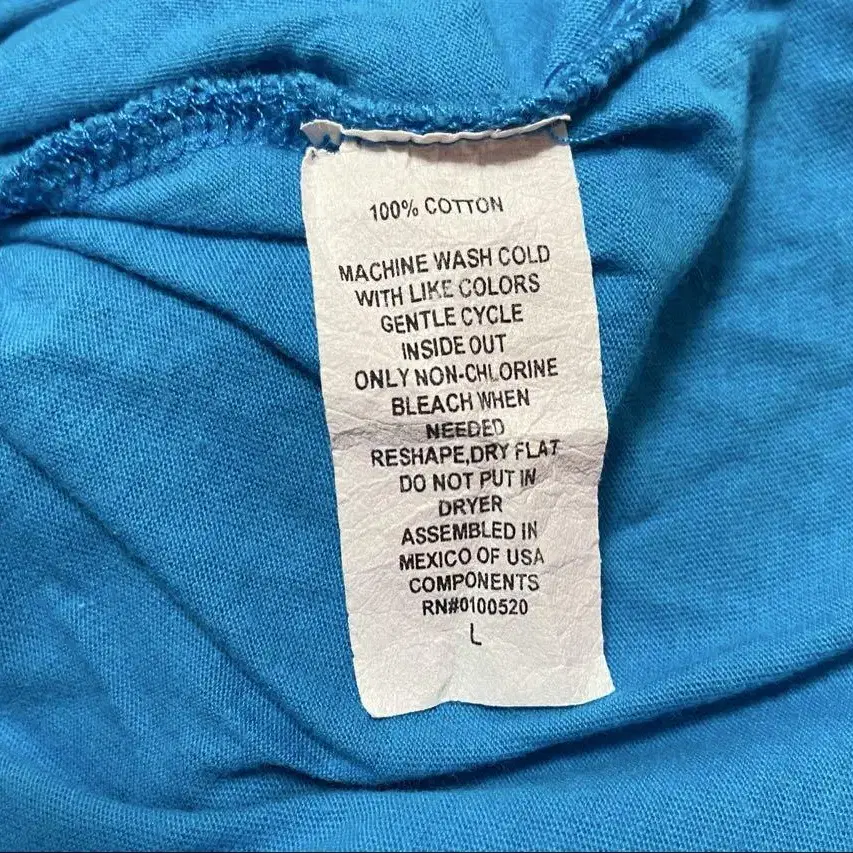 100% COTTON
MACHINE WASH COLD
WITH LIKE COLORS
GENTLE CYCLE
INSIDE OUT
ONLY NON-CHLORINE
BLEACH WHEN
NEEDED
RESHAPE,DRY FLAT
DO NOT PUT IN
DRYER
ASSEMBLED IN
MEXICO OF USA
COMPONENTS
RN#0100520
L